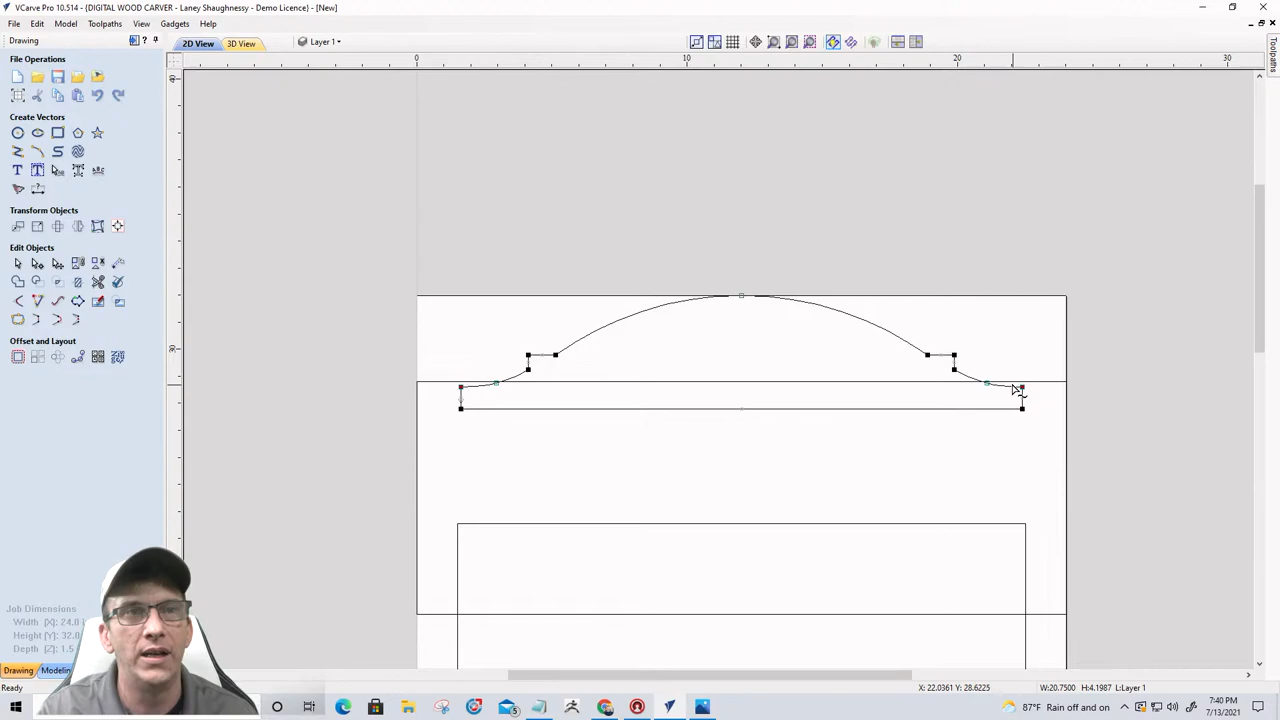 VCarve Pro 10.514 - {DIGITAL WOOD CARVER - Laney Shaughnessy - Demo Licence} - [New]
File Edit Model Toolpaths View Gadgets Help
Drawing
2D View 3D View Layer 1
File Operations
Create Vectors
Transform Objects
Edit Objects
Offset and Layout
0 10 20 30
40
30
Toolpaths
Job Dimensions
Width (X): 24.0
Height (Y): 32.0
Depth (Z): 1.5
Drawing Modeling
Ready
X: 22.0361 Y: 28.6225
W:20.7500 H:4.1987 L:Layer 1
5
87°F Rain off and on
7:40 PM
7/13/2021